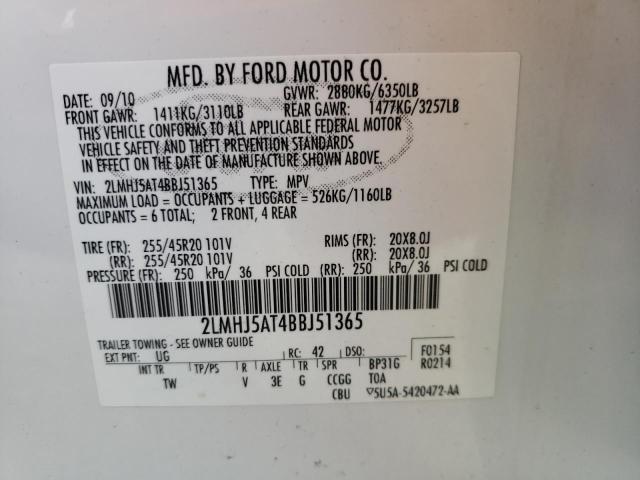 MFD. BY FORD MOTOR CO.
DATE: 09/10 GVWR: 2880KG/6350LB
FRONT GAWR: 1411KG/3110LB REAR GAWR: 1477KG/3257LB
THIS VEHICLE CONFORMS TO ALL APPLICABLE FEDERAL MOTOR
VEHICLE SAFETY AND THEFT PREVENTION STANDARDS
IN EFFECT ON THE DATE OF MANUFACTURE SHOWN ABOVE.
VIN: 2LMHJ5AT4BBJ51365 TYPE: MPV
MAXIMUM LOAD = OCCUPANTS + LUGGAGE = 526KG/1160LB
OCCUPANTS = 6 TOTAL; 2 FRONT, 4 REAR
TIRE (FR): 255/45R20 101V RIMS (FR): 20X8.0J
(RR): 255/45R20 101V (RR): 20X8.0J
PRESSURE (FR): 250 kPa/ 36 PSI COLD (RR): 250 kPa/ 36 PSI COLD
2LMHJ5AT4BBJ51365
TRAILER TOWING - SEE OWNER GUIDE
EXT PNT: UG RC: 42 DSO: F0154
INT TR TP/PS R AXLE TR SPR BP31G R0214
TW V 3E G CCGG TOA
CBU ▽5U5A-5420472-AA